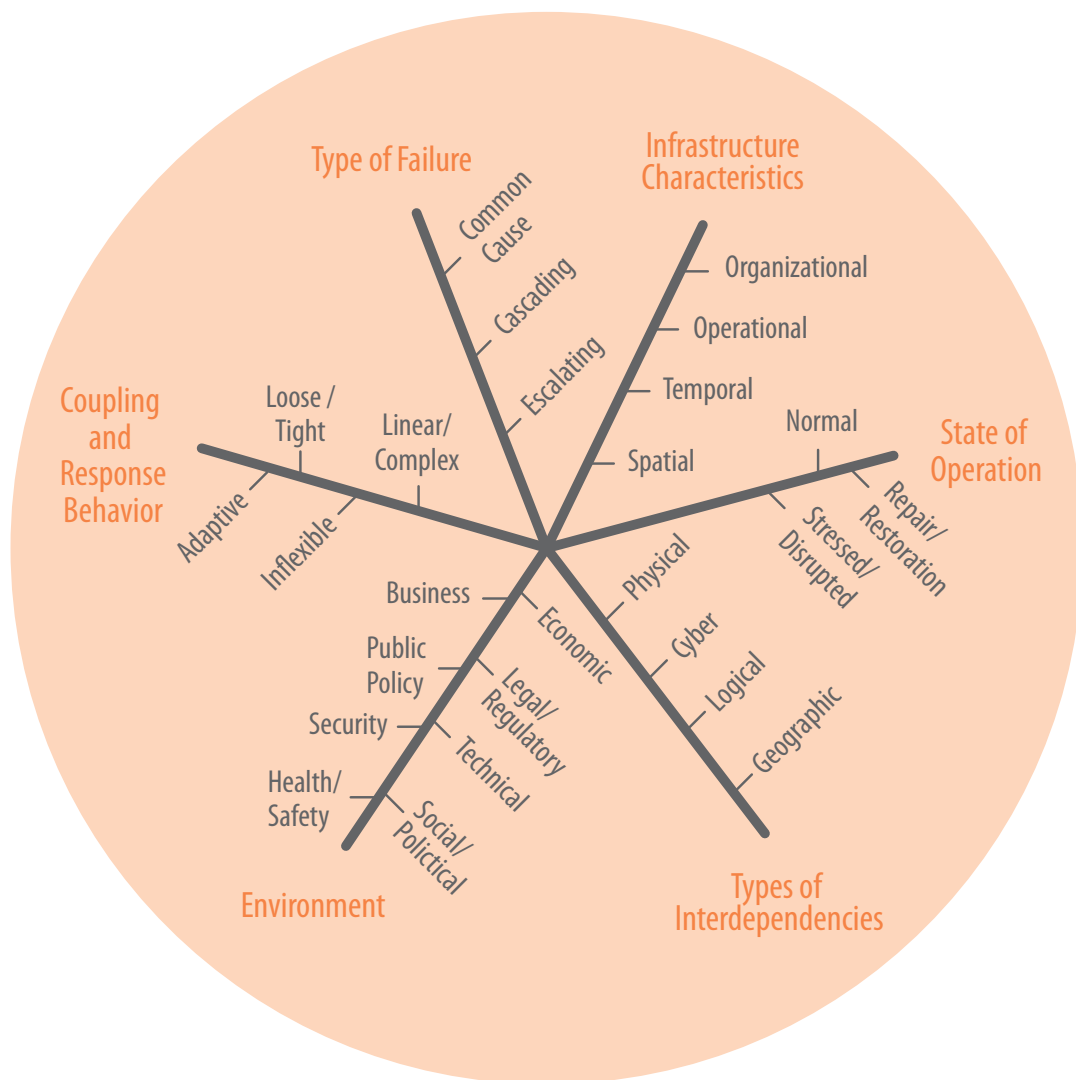 Type of Failure
Common
Cause
Cascading
Escalating
Infrastructure
Characteristics
Organizational
Operational
Temporal
Spatial
State of
Operation
Normal
Repair/
Restoration
Stressed/
Disrupted
Types of
Interdependencies
Physical
Cyber
Logical
Geographic
Environment
Business
Economic
Public
Policy
Legal/
Regulatory
Security
Technical
Health/
Safety
Social/
Polictical
Coupling
and
Response
Behavior
Loose /
Tight
Linear/
Complex
Adaptive
Inflexible